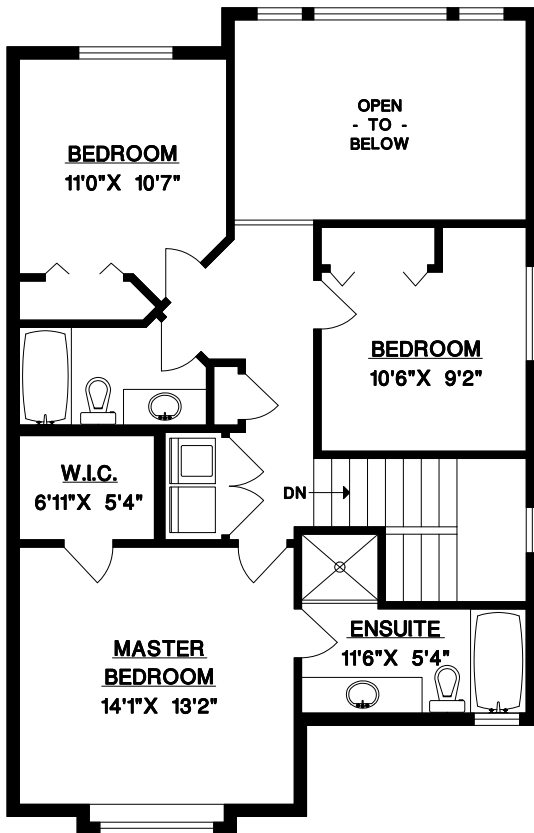 OPEN
- TO -
BELOW
BEDROOM
11'0"X 10'7"
BEDROOM
10'6"X 9'2"
W.I.C.
6'11"X 5'4"
DN
ENSUITE
11'6"X 5'4"
MASTER
BEDROOM
14'1"X 13'2"